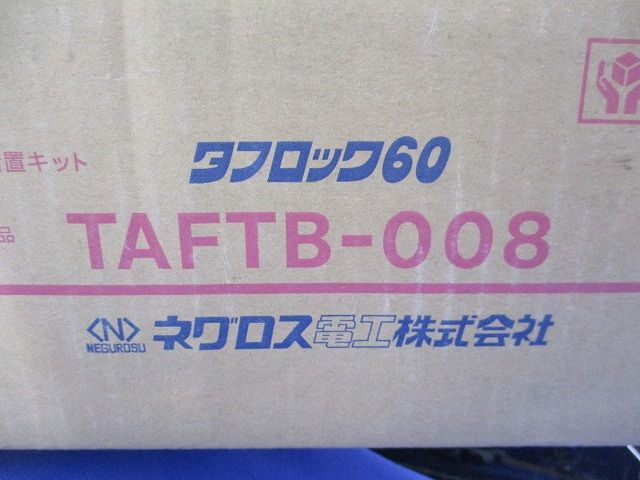 置キット
タフロック60
品
TAFTB-008
<N>
NEGUROSU
ネグロス電工株式会社